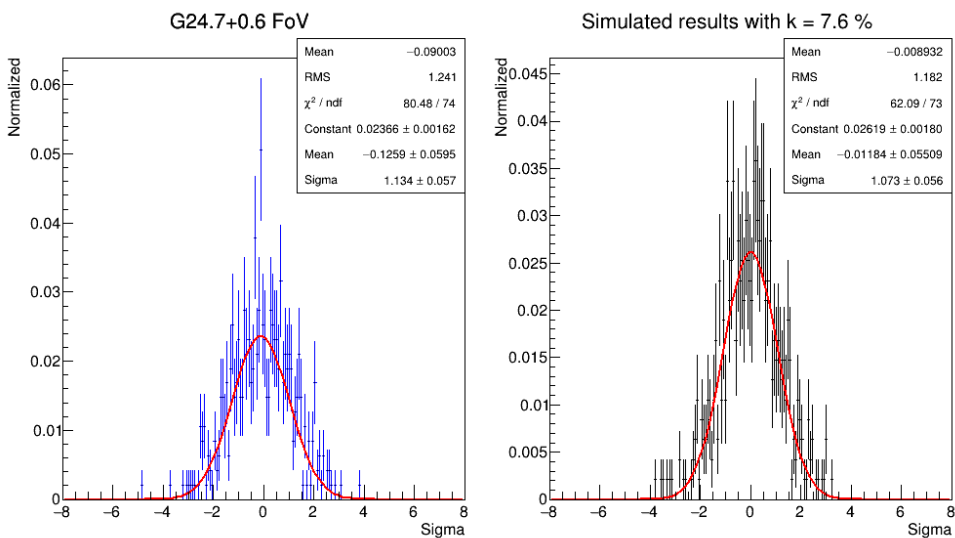 G24.7+0.6 FoV
Normalized
0.06
0.05
0.04
0.03
0.02
0.01
0
−8 −6 −4 −2 0 2 4 6 8
Sigma
Mean −0.09003
RMS 1.241
χ² / ndf 80.48 / 74
Constant 0.02366 ± 0.00162
Mean −0.1259 ± 0.0595
Sigma 1.134 ± 0.057
Simulated results with k = 7.6 %
Normalized
0.045
0.04
0.035
0.03
0.025
0.02
0.015
0.01
0.005
0
−8 −6 −4 −2 0 2 4 6 8
Sigma
Mean −0.008932
RMS 1.182
χ² / ndf 62.09 / 73
Constant 0.02619 ± 0.00180
Mean −0.01184 ± 0.05509
Sigma 1.073 ± 0.056